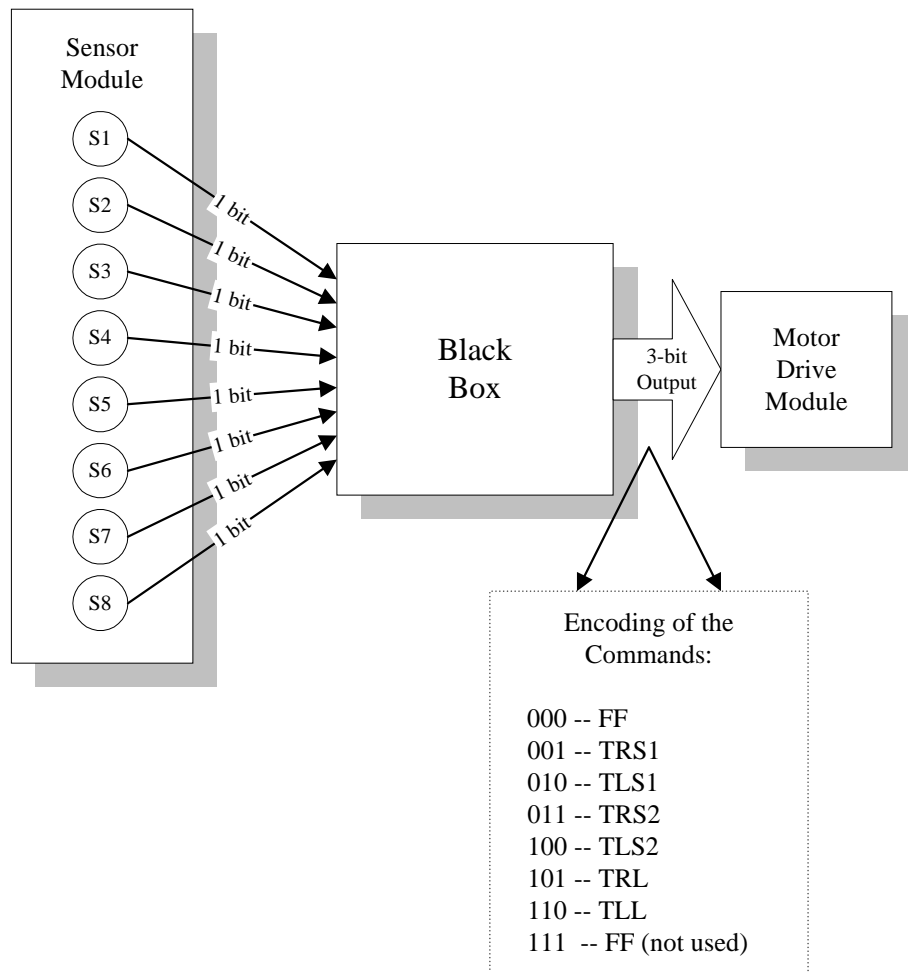 Sensor
Module
S1
S2
S3
S4
S5
S6
S7
S8
1 bit
1 bit
1 bit
1 bit
1 bit
1 bit
1 bit
1 bit
Black
Box
3-bit
Output
Motor
Drive
Module
Encoding of the
Commands:
000 -- FF
001 -- TRS1
010 -- TLS1
011 -- TRS2
100 -- TLS2
101 -- TRL
110 -- TLL
111 -- FF (not used)